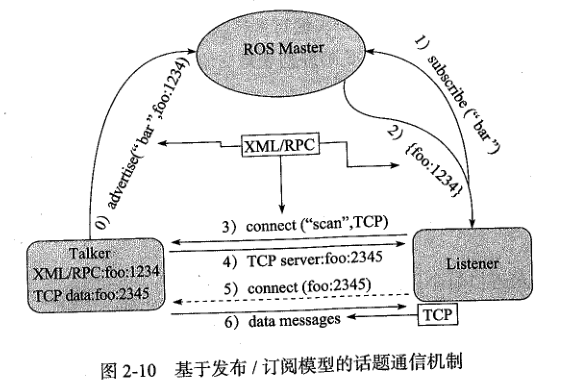 ROS Master
0) advertise(“bar”,foo:1234)
1) subscribe (“bar”)
2) {foo:1234}
XML/RPC
3) connect (“scan”,TCP)
Talker
XML/RPC:foo:1234
TCP data:foo:2345
4) TCP server:foo:2345
Listener
5) connect (foo:2345)
6) data messages
TCP
图 2-10 基于发布 / 订阅模型的话题通信机制